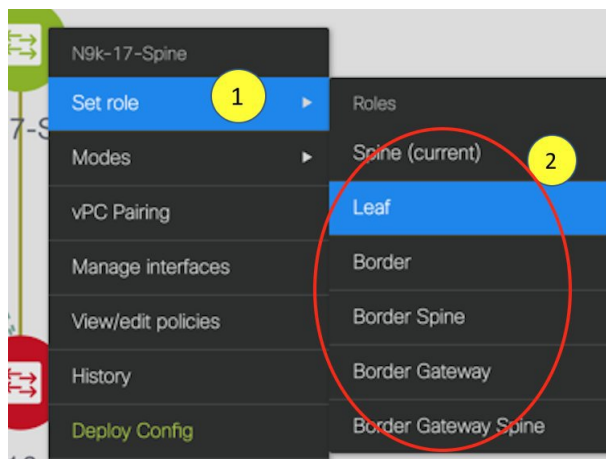 N9k-17-Spine
Set role
1
Modes
vPC Pairing
Manage interfaces
View/edit policies
History
Deploy Config
Roles
Spine (current)
2
Leaf
Border
Border Spine
Border Gateway
Border Gateway Spine
7-S